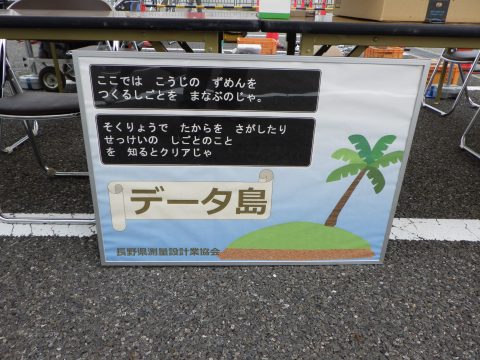 ここでは こうじの ずめんを
つくるしごとを まなぶのじゃ。
そくりょうで たからを さがしたり
せっけいの しごとのこと
を 知るとクリアじゃ
データ島
長野県測量設計業協会